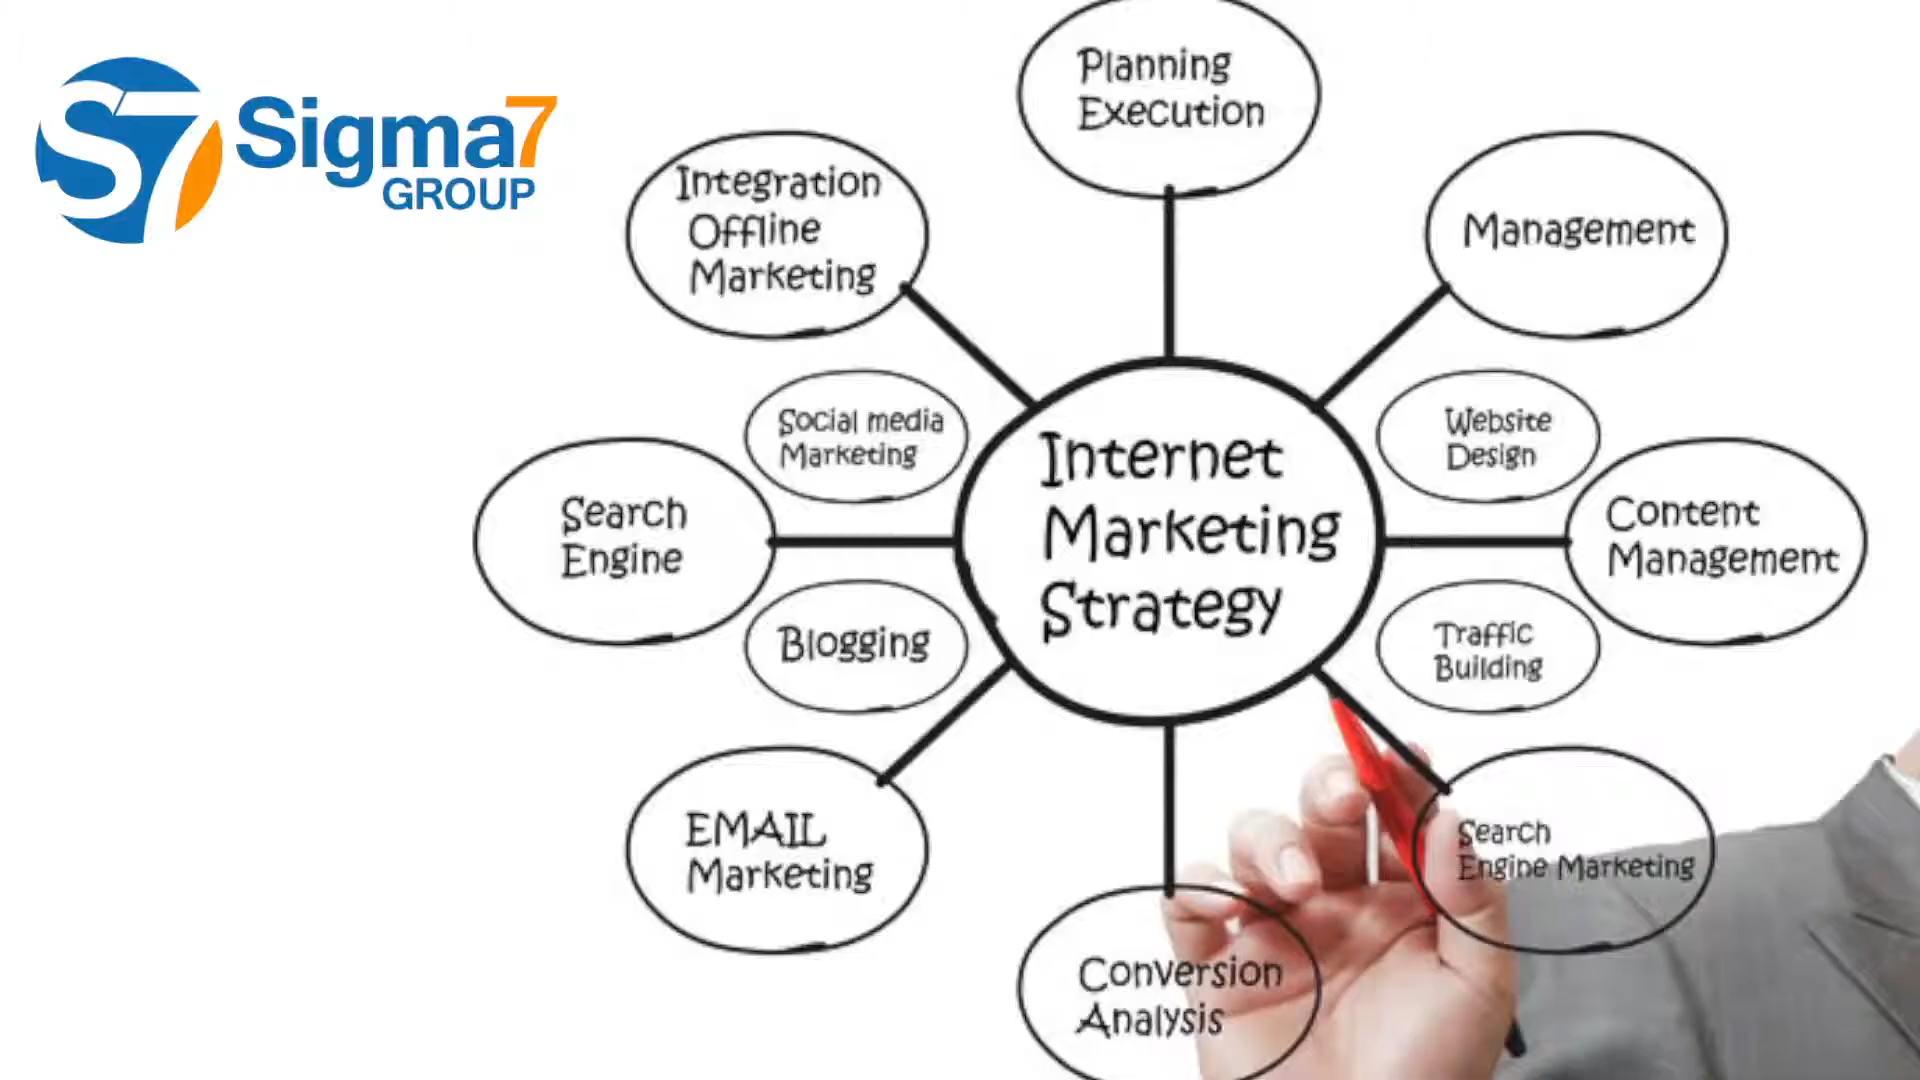 S7
Sigma7
GROUP
Planning
Execution
Integration
Offline
Marketing
Management
Social media
Marketing
Website
Design
Search
Engine
Internet
Marketing
Strategy
Content
Management
Blogging
Traffic
Building
EMAIL
Marketing
Search
Engine Marketing
Conversion
Analysis